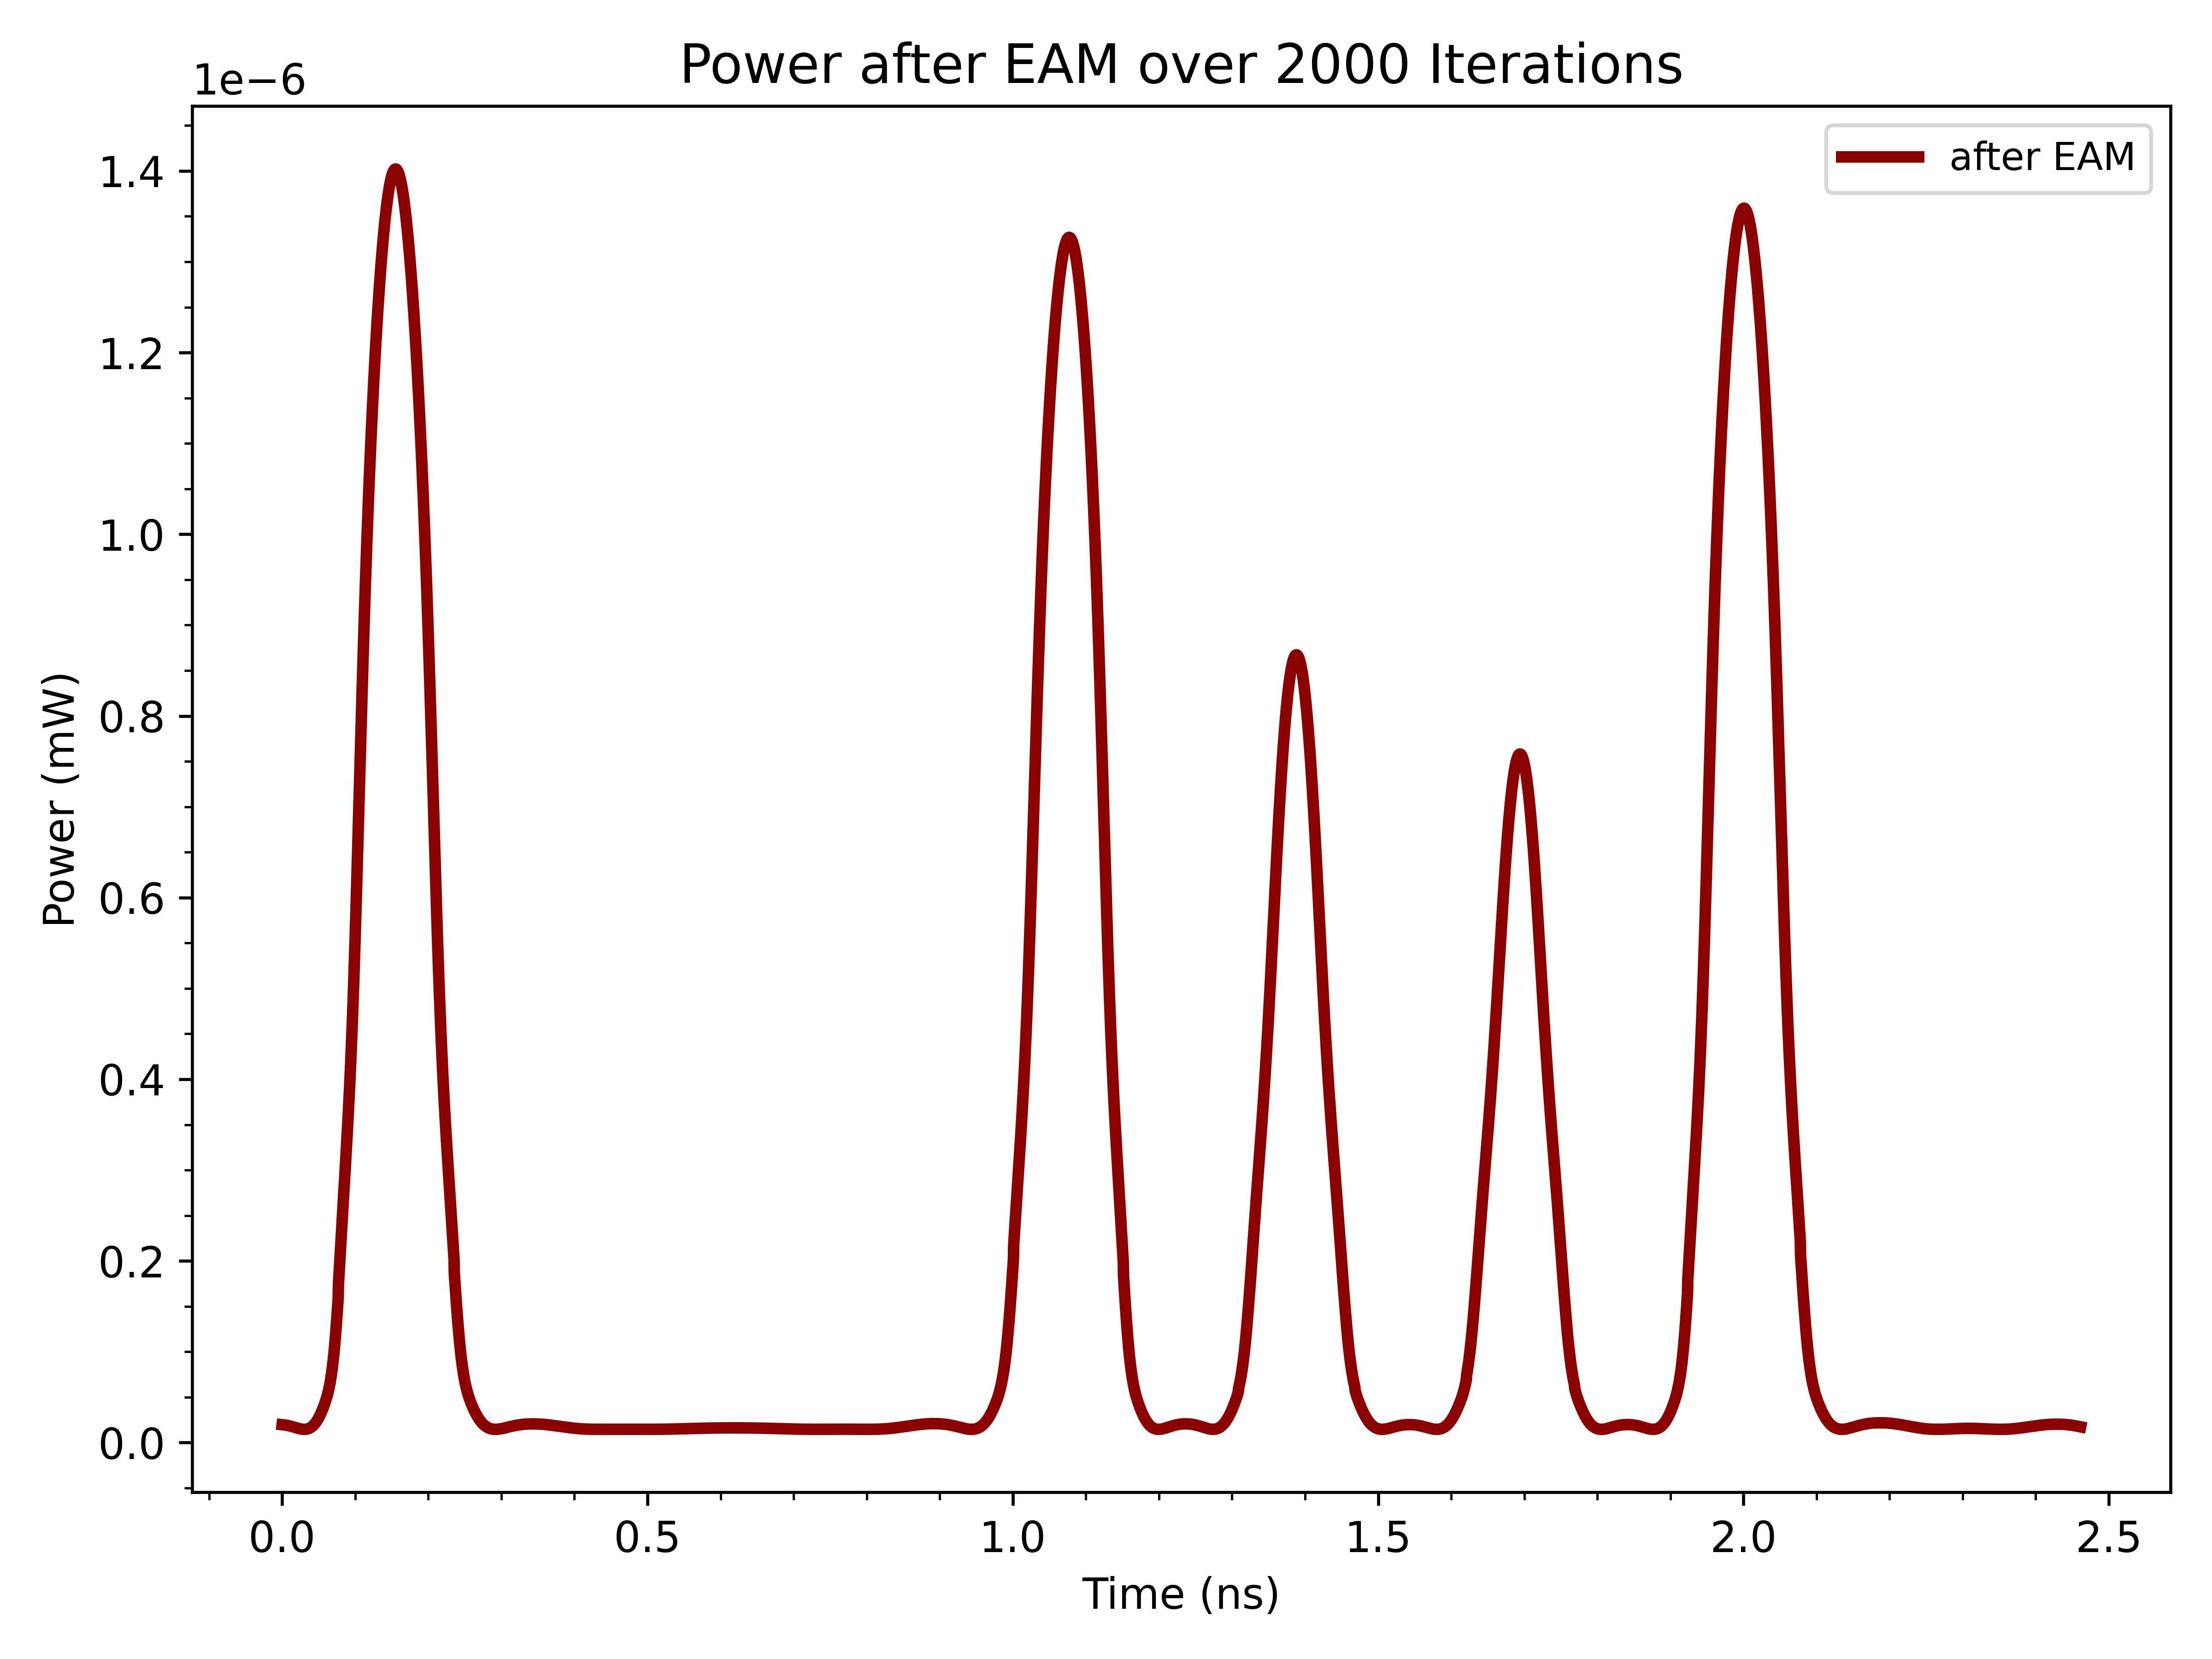 Power after EAM over 2000 Iterations
1e−6
after EAM
1.4
1.2
1.0
0.8
0.6
0.4
0.2
0.0
Power (mW)
0.0 0.5 1.0 1.5 2.0 2.5
Time (ns)